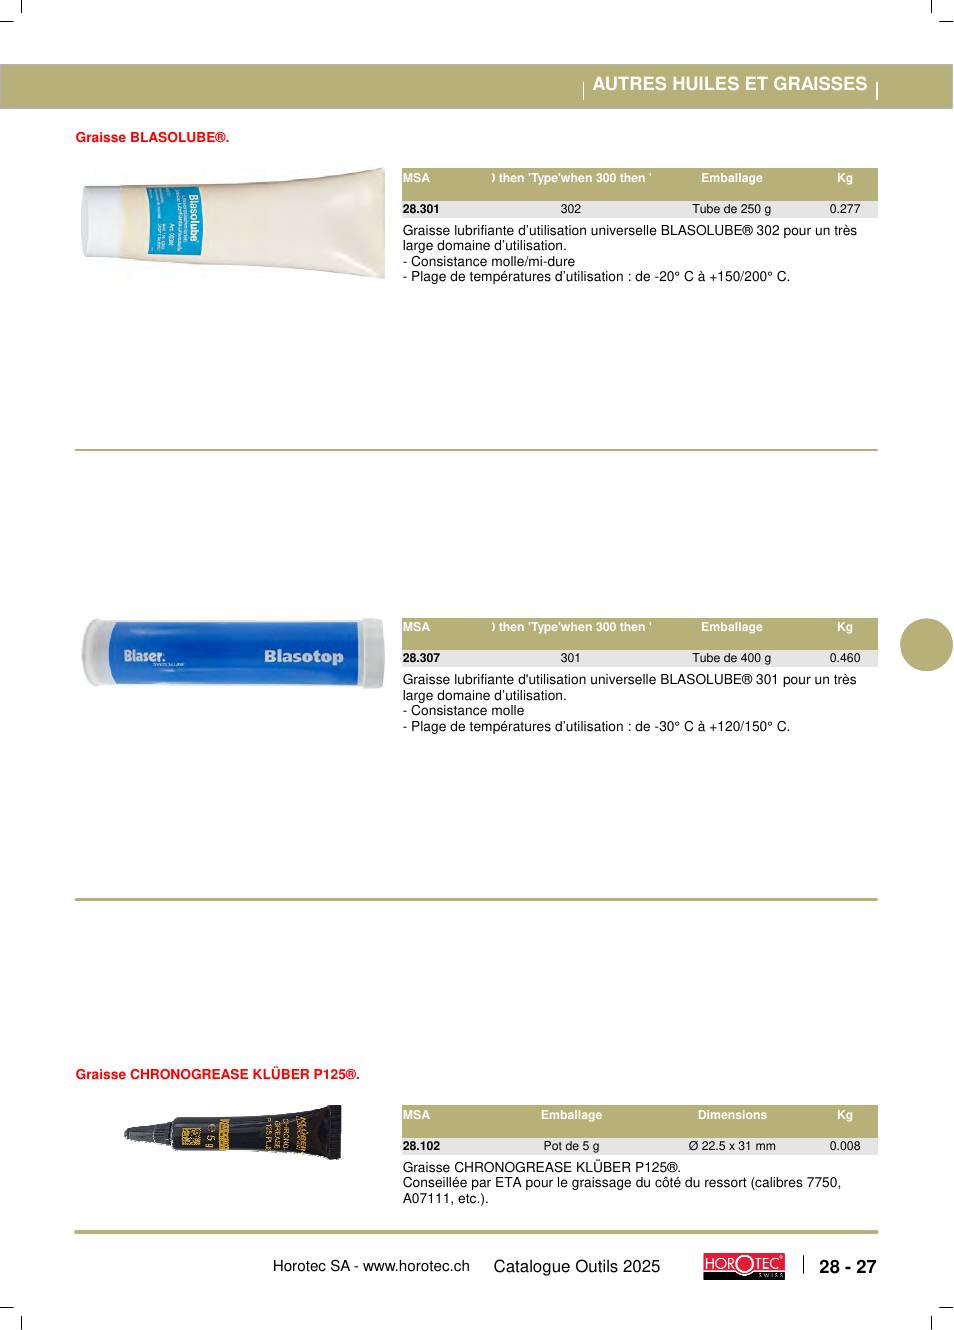 AUTRES HUILES ET GRAISSES
Graisse BLASOLUBE®.
MSA then 'Type'when 300 then ' Emballage Kg
28.301 302 Tube de 250 g 0.277
Graisse lubrifiante d'utilisation universelle BLASOLUBE® 302 pour un très
large domaine d'utilisation.
- Consistance molle/mi-dure
- Plage de températures d'utilisation : de -20° C à +150/200° C.
Blasolube
MSA then 'Type'when 300 then ' Emballage Kg
28.307 301 Tube de 400 g 0.460
Graisse lubrifiante d'utilisation universelle BLASOLUBE® 301 pour un très
large domaine d'utilisation.
- Consistance molle
- Plage de températures d'utilisation : de -30° C à +120/150° C.
Blaser. Blasotop
Graisse CHRONOGREASE KLÜBER P125®.
MSA Emballage Dimensions Kg
28.102 Pot de 5 g Ø 22.5 x 31 mm 0.008
Graisse CHRONOGREASE KLÜBER P125®.
Conseillée par ETA pour le graissage du côté du ressort (calibres 7750,
A07111, etc.).
KLÜBER
CHRONO
GREASE
5 g
Horotec SA - www.horotec.ch Catalogue Outils 2025 HOROTEC SWISS 28 - 27